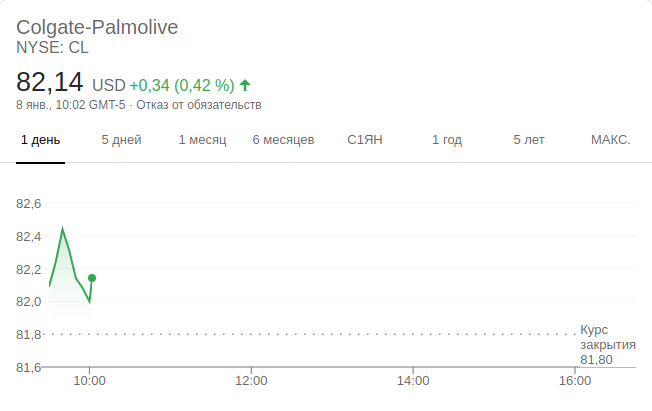 Colgate-Palmolive
NYSE: CL
82,14 USD +0,34 (0,42 %)
8 янв., 10:02 GMT-5 · Отказ от обязательств
1 день 5 дней 1 месяц 6 месяцев С1ЯН 1 год 5 лет МАКС.
82,6
82,4
82,2
82,0
81,8
Курс
закрытия
81,80
81,6
10:00 12:00 14:00 16:00